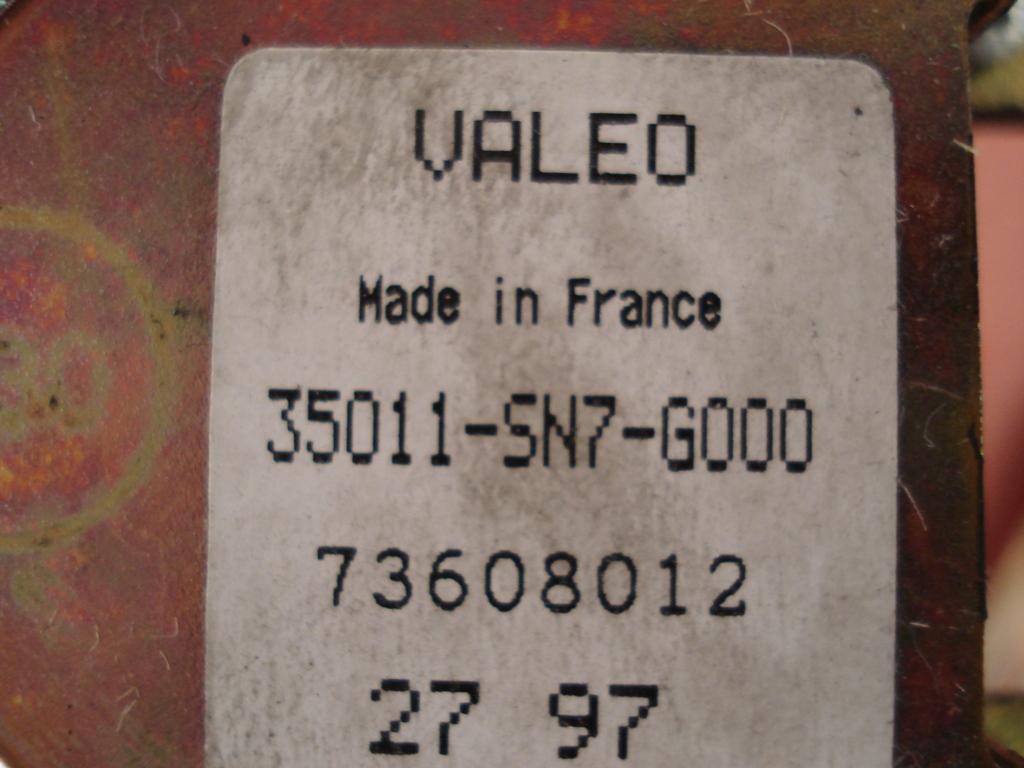 VALEO
Made in France
35011-SN7-G000
73608012
27 97